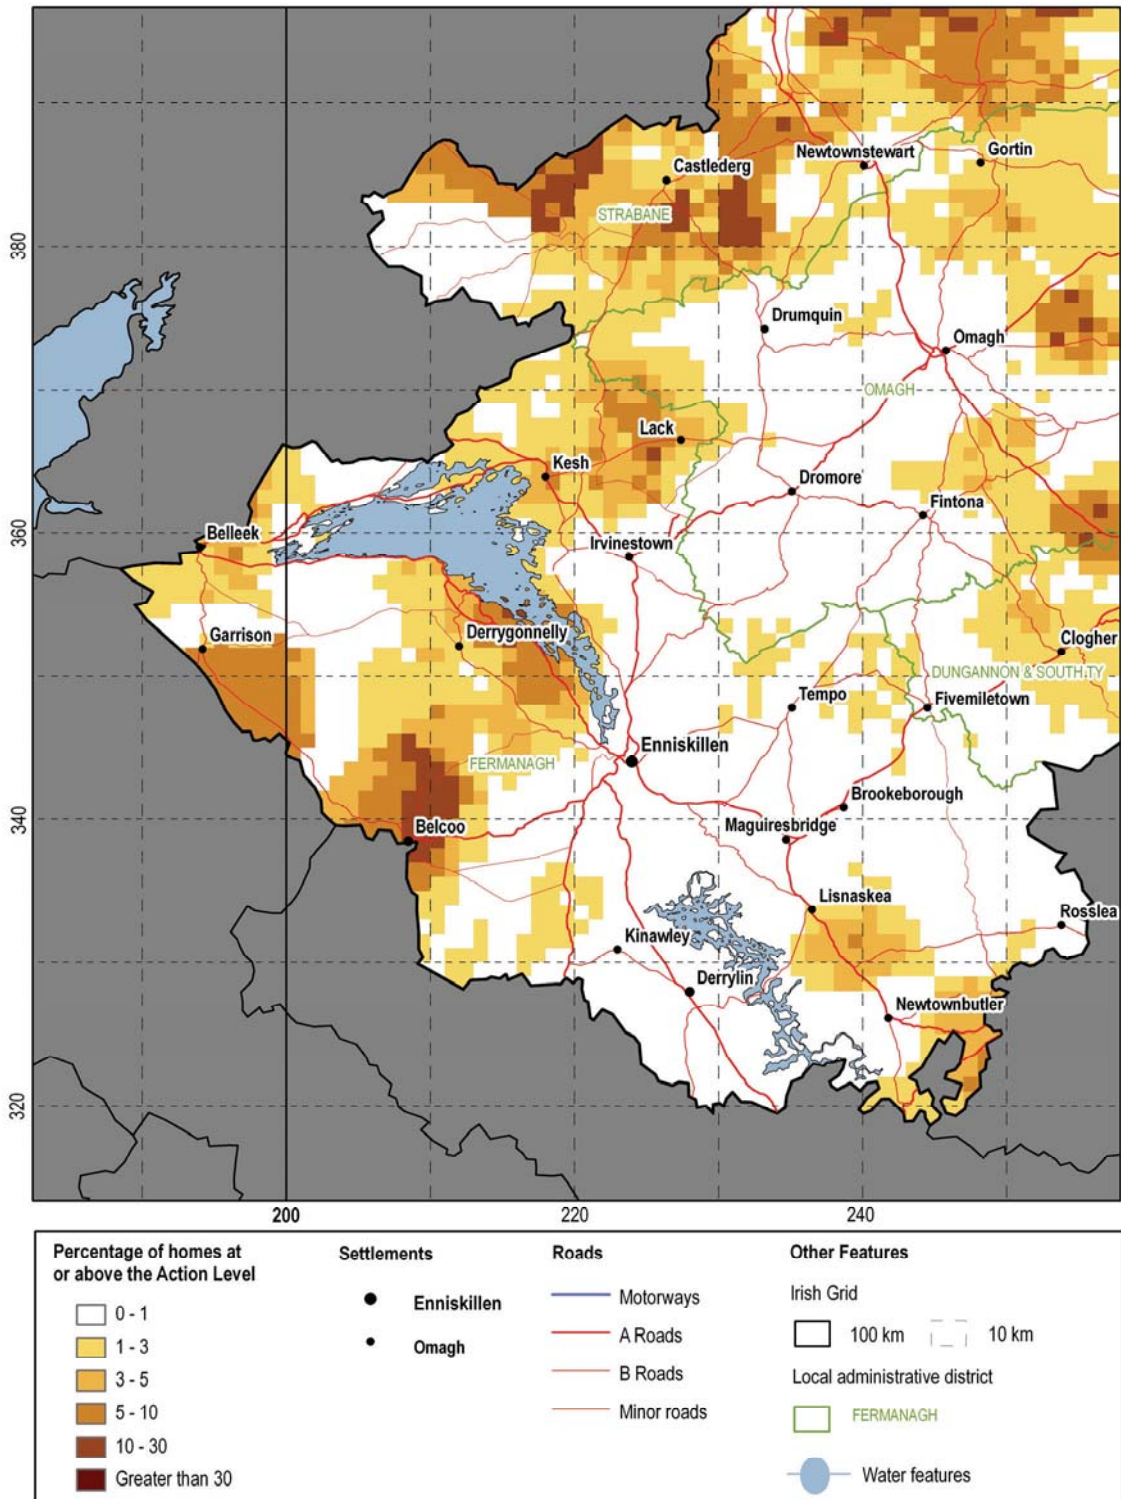 Newtownstewart
Gortin
Castlederg
STRABANE
380
Drumquin
Omagh
OMAGH
Lack
Kesh
Dromore
Fintona
360
Belleek
Irvinestown
Garrison
Derrygonnelly
Clogher
DUNGANNON & SOUTH TY
Tempo
Fivemiletown
Enniskillen
FERMANAGH
Brookeborough
340
Belcoo
Maguiresbridge
Lisnaskea
Rosslea
Kinawley
Derrylin
Newtownbutler
320
200
220
240
Percentage of homes at
or above the Action Level
0 - 1
1 - 3
3 - 5
5 - 10
10 - 30
Greater than 30
Settlements
Enniskillen
Omagh
Roads
Motorways
A Roads
B Roads
Minor roads
Other Features
Irish Grid
100 km
10 km
Local administrative district
FERMANAGH
Water features